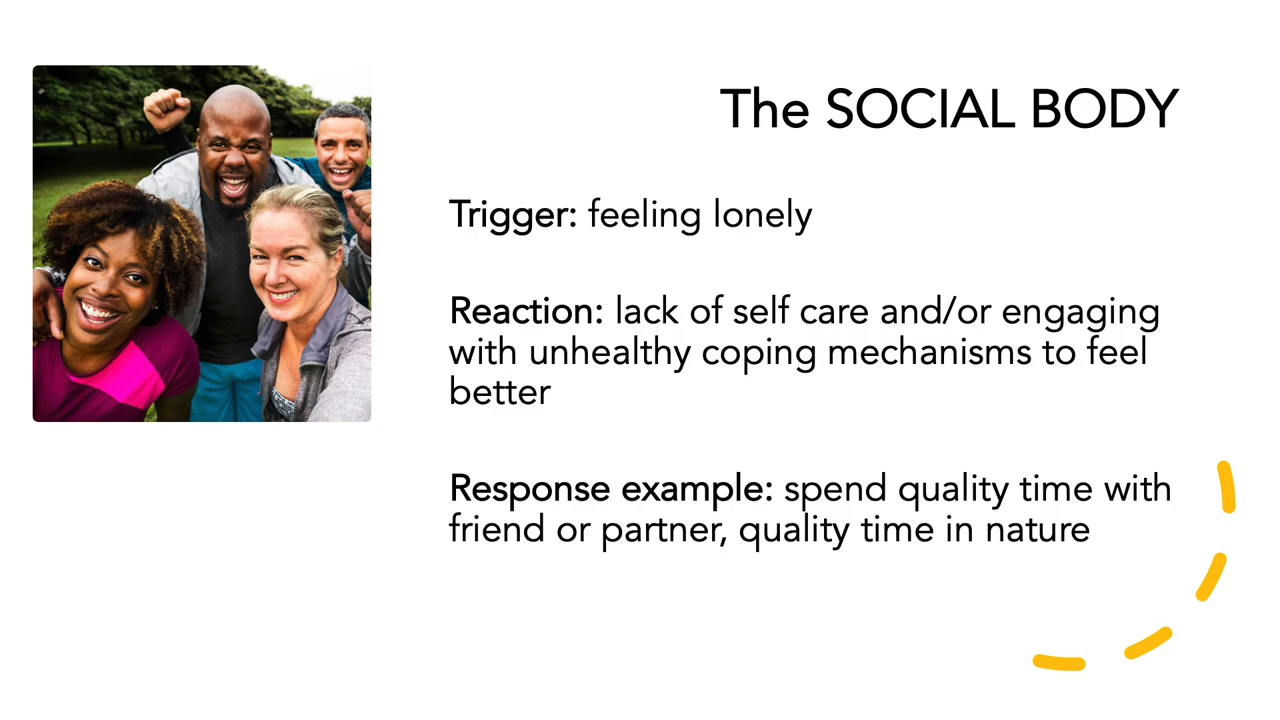 The SOCIAL BODY
Trigger: feeling lonely
Reaction: lack of self care and/or engaging
with unhealthy coping mechanisms to feel
better
Response example: spend quality time with
friend or partner, quality time in nature